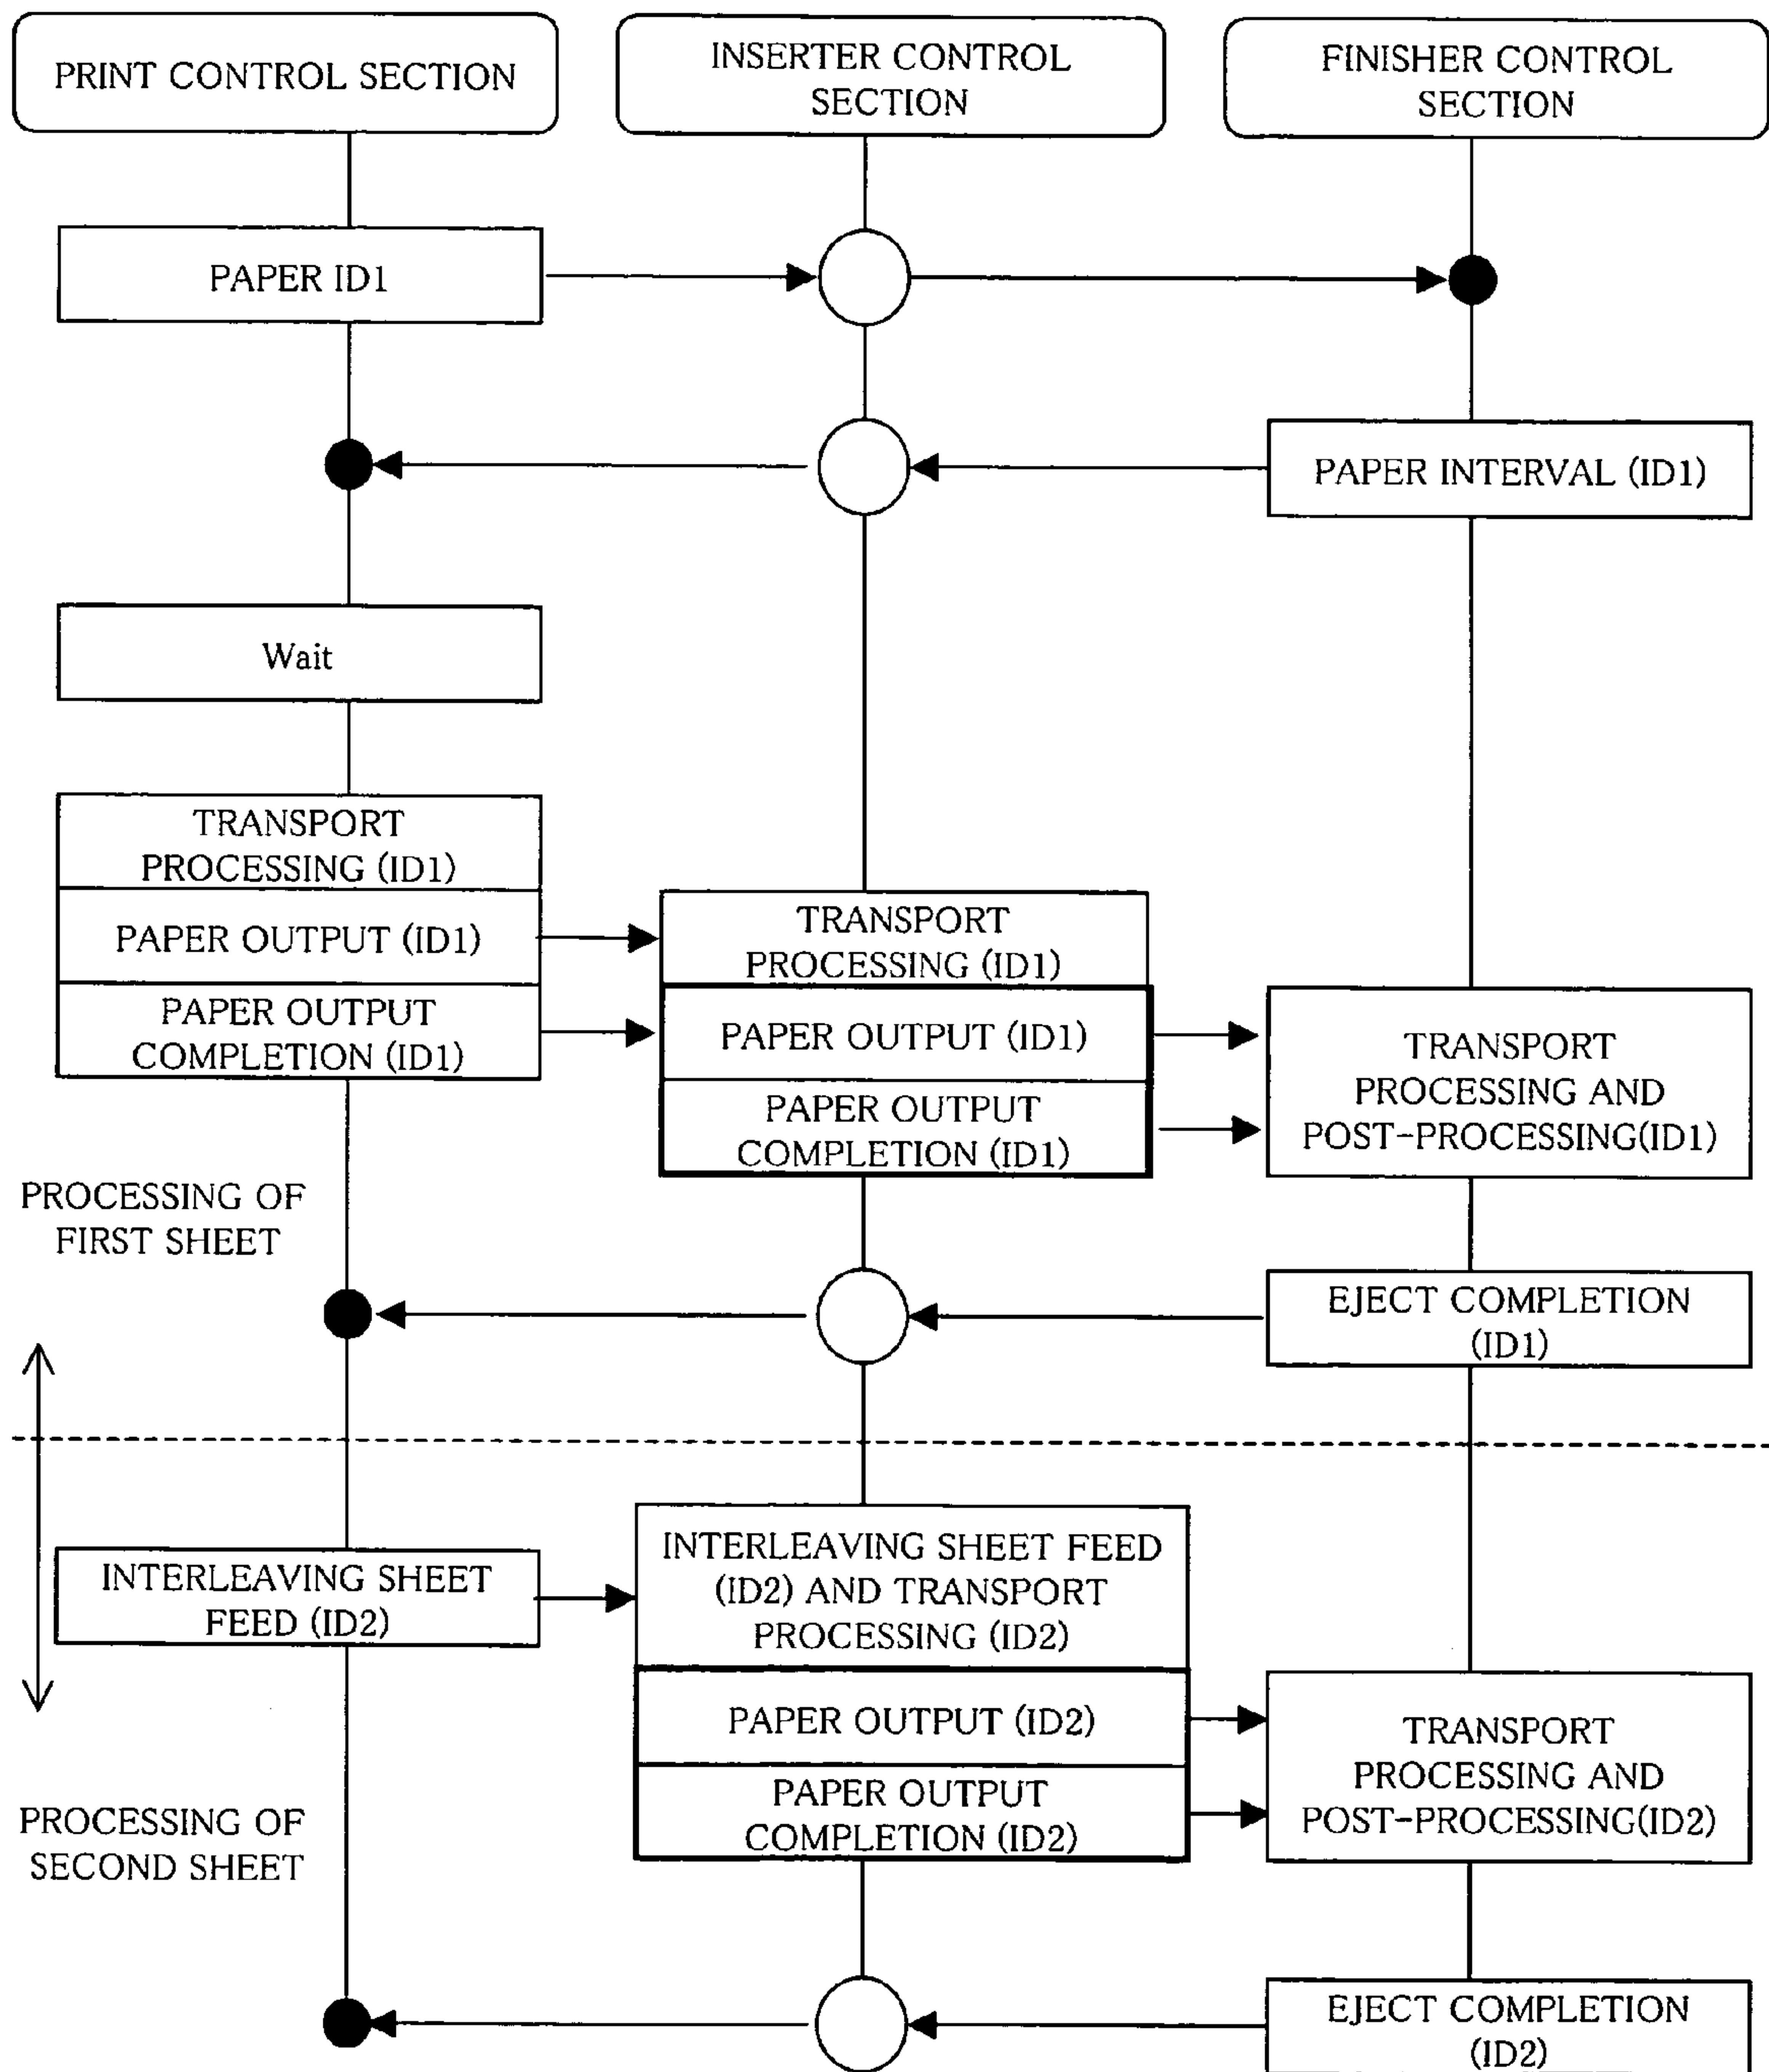 PRINT CONTROL SECTION
INSERTER CONTROL
SECTION
FINISHER CONTROL
SECTION
PAPER ID1
PAPER INTERVAL (ID1)
Wait
TRANSPORT
PROCESSING (ID1)
PAPER OUTPUT (ID1)
PAPER OUTPUT
COMPLETION (ID1)
TRANSPORT
PROCESSING (ID1)
PAPER OUTPUT (ID1)
PAPER OUTPUT
COMPLETION (ID1)
TRANSPORT
PROCESSING AND
POST-PROCESSING(ID1)
PROCESSING OF
FIRST SHEET
EJECT COMPLETION
(ID1)
INTERLEAVING SHEET
FEED (ID2)
INTERLEAVING SHEET FEED
(ID2) AND TRANSPORT
PROCESSING (ID2)
PAPER OUTPUT (ID2)
PAPER OUTPUT
COMPLETION (ID2)
TRANSPORT
PROCESSING AND
POST-PROCESSING(ID2)
PROCESSING OF
SECOND SHEET
EJECT COMPLETION
(ID2)